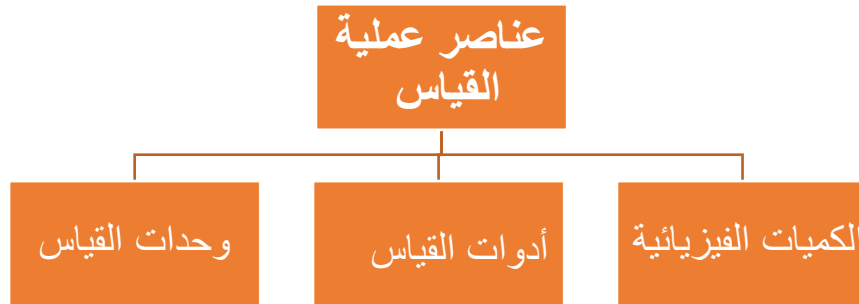 عناصر عملية
القياس
الكميات الفيزيائية
أدوات القياس
وحدات القياس